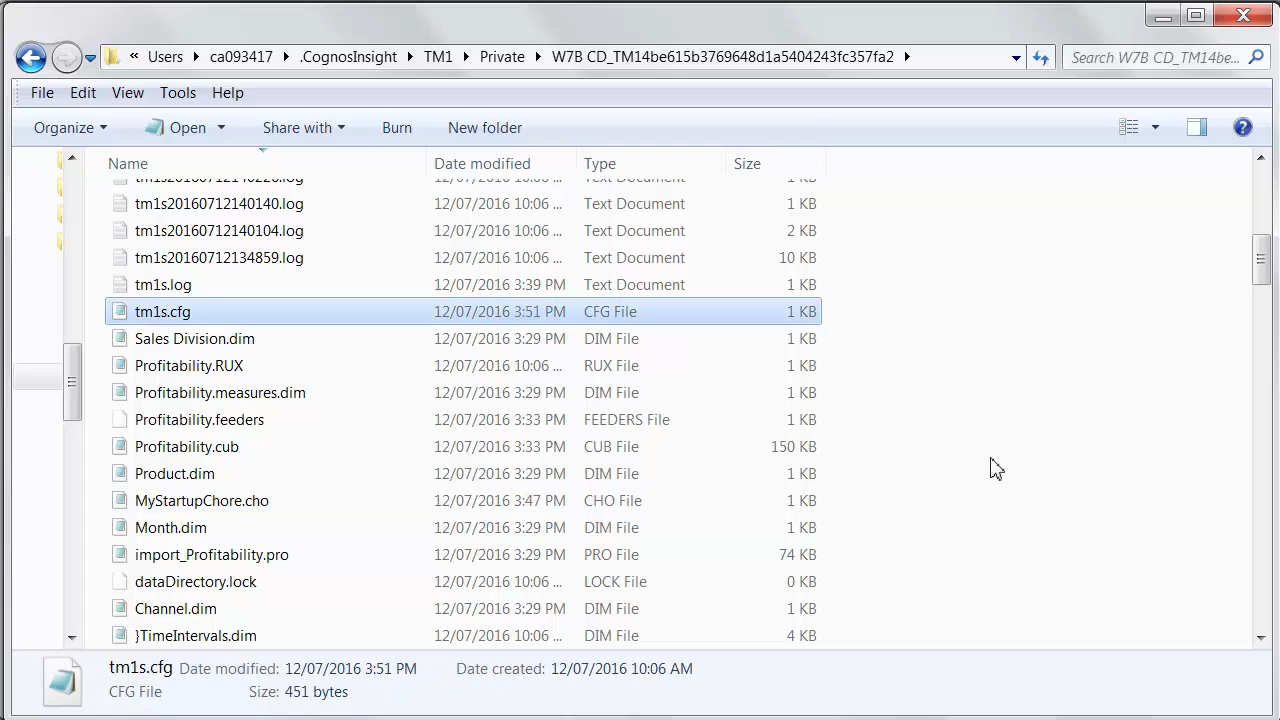 « Users ca093417 .CognosInsight TM1 Private W7B CD_TM14be615b3769648d1a5404243fc357fa2 Search W7B CD_TM14be...
File Edit View Tools Help
Organize Open Share with Burn New folder
Name Date modified Type Size
tm1s20160712140226.log 12/07/2016 10:06 ... Text Document 1 KB
tm1s20160712140140.log 12/07/2016 10:06 ... Text Document 1 KB
tm1s20160712140104.log 12/07/2016 10:06 ... Text Document 2 KB
tm1s20160712134859.log 12/07/2016 10:06 ... Text Document 10 KB
tm1s.log 12/07/2016 3:39 PM Text Document 1 KB
tm1s.cfg 12/07/2016 3:51 PM CFG File 1 KB
Sales Division.dim 12/07/2016 3:29 PM DIM File 1 KB
Profitability.RUX 12/07/2016 10:06 ... RUX File 1 KB
Profitability.measures.dim 12/07/2016 3:29 PM DIM File 1 KB
Profitability.feeders 12/07/2016 3:33 PM FEEDERS File 1 KB
Profitability.cub 12/07/2016 3:33 PM CUB File 150 KB
Product.dim 12/07/2016 3:29 PM DIM File 1 KB
MyStartupChore.cho 12/07/2016 3:47 PM CHO File 1 KB
Month.dim 12/07/2016 3:29 PM DIM File 1 KB
import_Profitability.pro 12/07/2016 3:29 PM PRO File 74 KB
dataDirectory.lock 12/07/2016 10:06 ... LOCK File 0 KB
Channel.dim 12/07/2016 3:29 PM DIM File 1 KB
}TimeIntervals.dim 12/07/2016 10:06 ... DIM File 4 KB
tm1s.cfg Date modified: 12/07/2016 3:51 PM Date created: 12/07/2016 10:06 AM
CFG File Size: 451 bytes